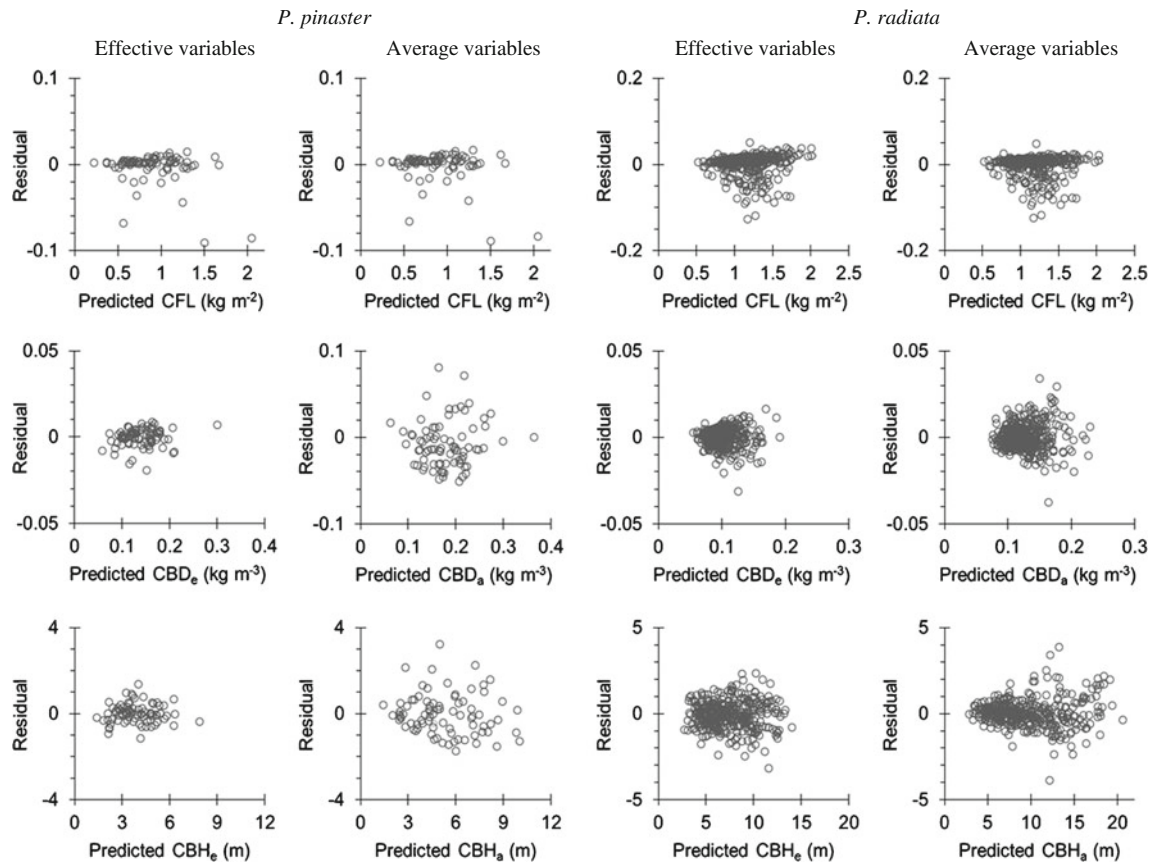 P. pinaster P. radiata
Effective variables Average variables Effective variables Average variables
0.1 0.1 0.2 0.2
Residual Residual Residual Residual
0 0 0 0
-0.1 -0.1 -0.2 -0.2
0 0.5 1 1.5 2 0 0.5 1 1.5 2 0 0.5 1 1.5 2 2.5 0 0.5 1 1.5 2 2.5
Predicted CFL (kg m-2) Predicted CFL (kg m-2) Predicted CFL (kg m-2) Predicted CFL (kg m-2)
0.05 0.1 0.05 0.05
Residual Residual Residual Residual
0 0 0 0
-0.05 -0.1 -0.05 -0.05
0 0.1 0.2 0.3 0.4 0 0.1 0.2 0.3 0.4 0 0.1 0.2 0.3 0 0.1 0.2 0.3
Predicted CBDe (kg m-3) Predicted CBDa (kg m-3) Predicted CBDe (kg m-3) Predicted CBDa (kg m-3)
4 4 5 5
Residual Residual Residual Residual
0 0 0 0
-4 -4 -5 -5
0 3 6 9 12 0 3 6 9 12 0 5 10 15 20 0 5 10 15 20
Predicted CBHe (m) Predicted CBHa (m) Predicted CBHe (m) Predicted CBHa (m)